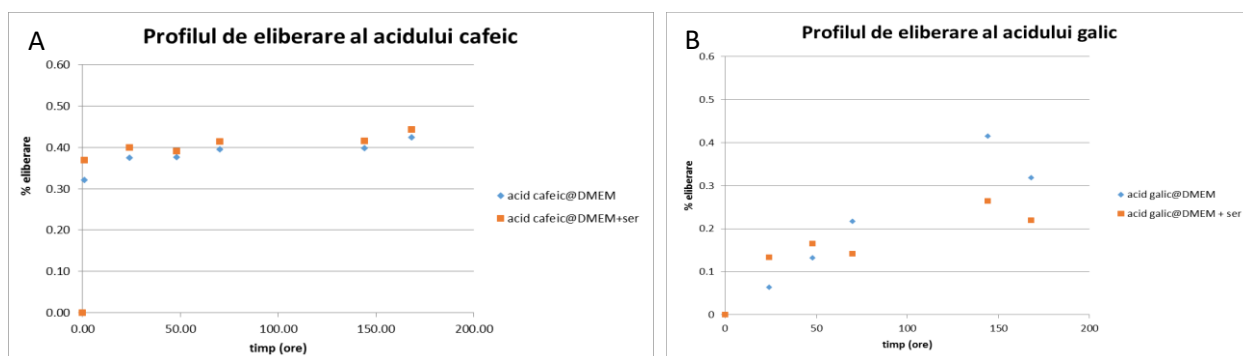 A
Profilul de eliberare al acidului cafeic
% eliberare
0.60
0.50
0.40
0.30
0.20
0.10
0.00
0.00 50.00 100.00 150.00 200.00
timp (ore)
acid cafeic@DMEM
acid cafeic@DMEM+ser
B
Profilul de eliberare al acidului galic
% eliberare
0.6
0.5
0.4
0.3
0.2
0.1
0
0 50 100 150 200
timp (ore)
acid galic@DMEM
acid galic@DMEM + ser